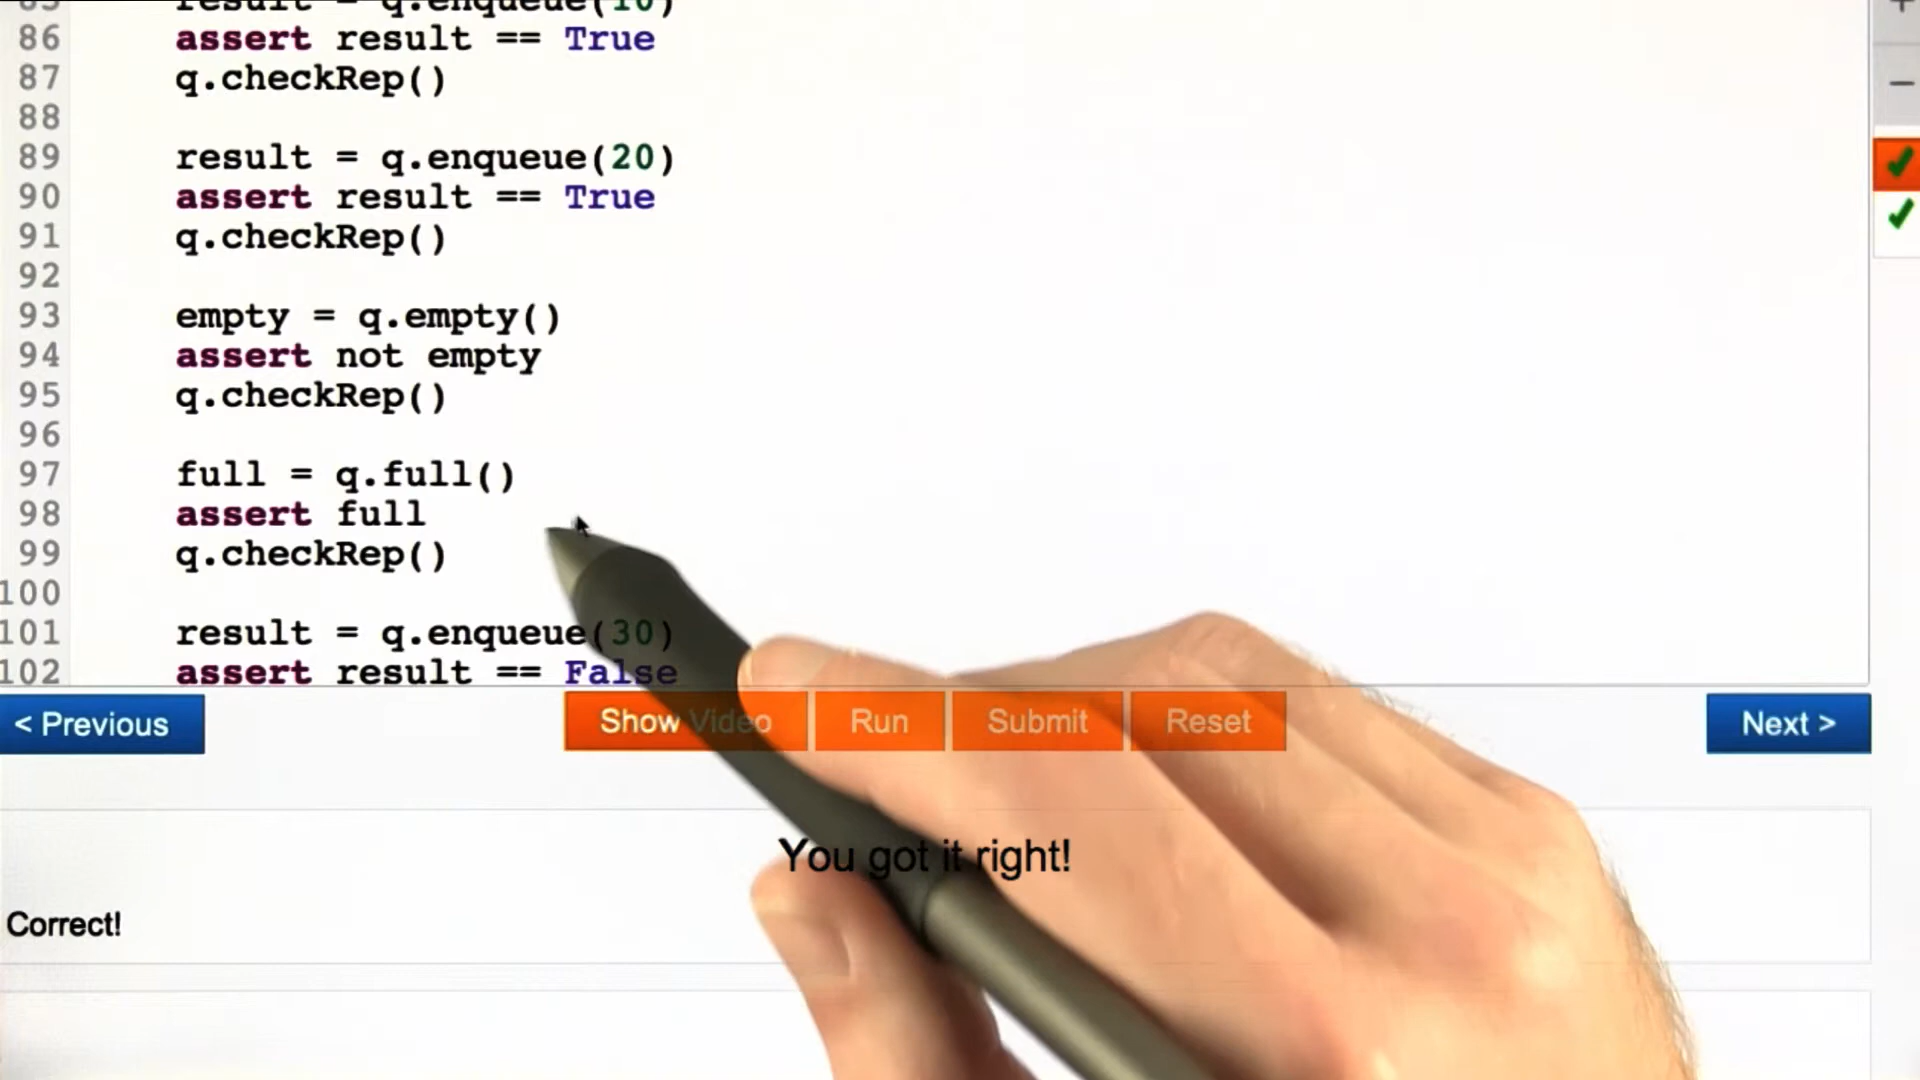 85 result = q.enqueue(10)
86 assert result == True
87 q.checkRep()
88
89 result = q.enqueue(20)
90 assert result == True
91 q.checkRep()
92
93 empty = q.empty()
94 assert not empty
95 q.checkRep()
96
97 full = q.full()
98 assert full
99 q.checkRep()
100
101 result = q.enqueue(30)
102 assert result == False
< Previous
Show Video
Run
Submit
Reset
Next >
You got it right!
Correct!